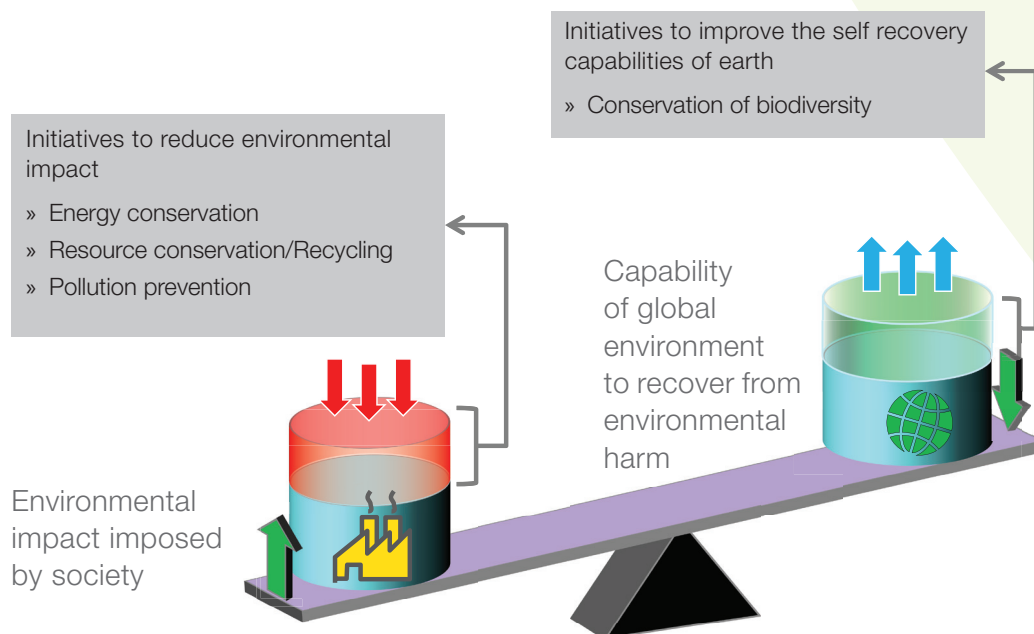 Initiatives to improve the self recovery
capabilities of earth
» Conservation of biodiversity
Initiatives to reduce environmental
impact
» Energy conservation
» Resource conservation/Recycling
» Pollution prevention
Capability
of global
environment
to recover from
environmental
harm
Environmental
impact imposed
by society